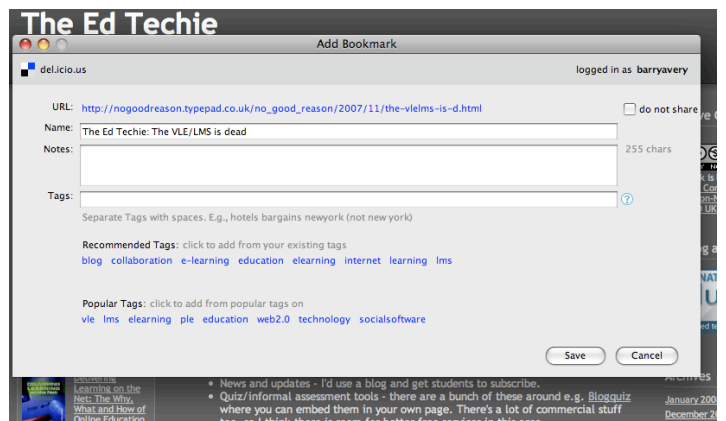 The Ed Techie
Add Bookmark
del.icio.us
logged in as barryavery
URL: http://nogoodreason.typepad.co.uk/no_good_reason/2007/11/the-vlelms-is-d.html
do not share
Name: The Ed Techie: The VLE/LMS is dead
Notes:
255 chars
Tags:
Separate Tags with spaces. E.g., hotels bargains newyork (not new york)
Recommended Tags: click to add from your existing tags
blog collaboration e-learning education elearning internet learning lms
Popular Tags: click to add from popular tags on
vle lms elearning ple education web2.0 technology socialsoftware
Save Cancel
Delivering
Learning on the
Net: The Why,
What and How of
Online Education
• News and updates - I'd use a blog and get students to subscribe.
• Quiz/informal assessment tools - there are a bunch of these around e.g. Blogquiz
where you can embed them in your own page. There's a lot of commercial stuff
Archives
January 200
December 20